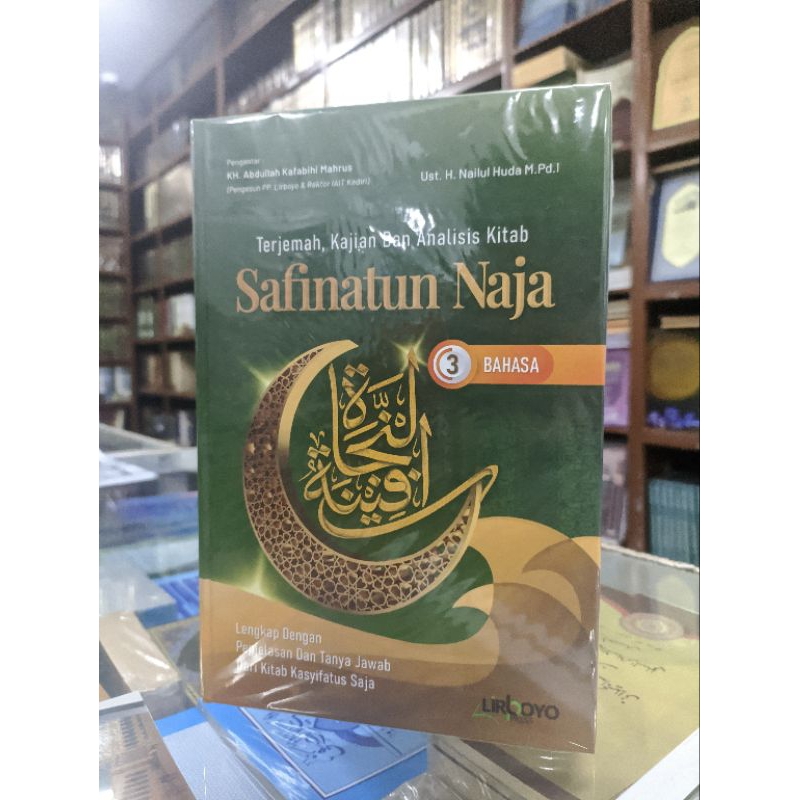 Pengantar
KH. Abdullah Kafabihi Mahrus
(Pengasuh PP. Lirboyo & Rektor IAIT Kediri)
Ust. H. Nailul Huda M.Pd.I
Terjemah, Kajian Dan Analisis Kitab
Safinatun Naja
3 BAHASA
سفينة النجاة
Lengkap Dengan
Penjelasan Dan Tanya Jawab
Dari Kitab Kasyifatus Saja
LIRBOYO